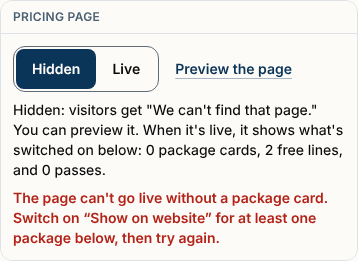 PRICING PAGE
Hidden Live Preview the page
Hidden: visitors get "We can't find that page."
You can preview it. When it's live, it shows what's
switched on below: 0 package cards, 2 free lines,
and 0 passes.
The page can't go live without a package card.
Switch on “Show on website” for at least one
package below, then try again.